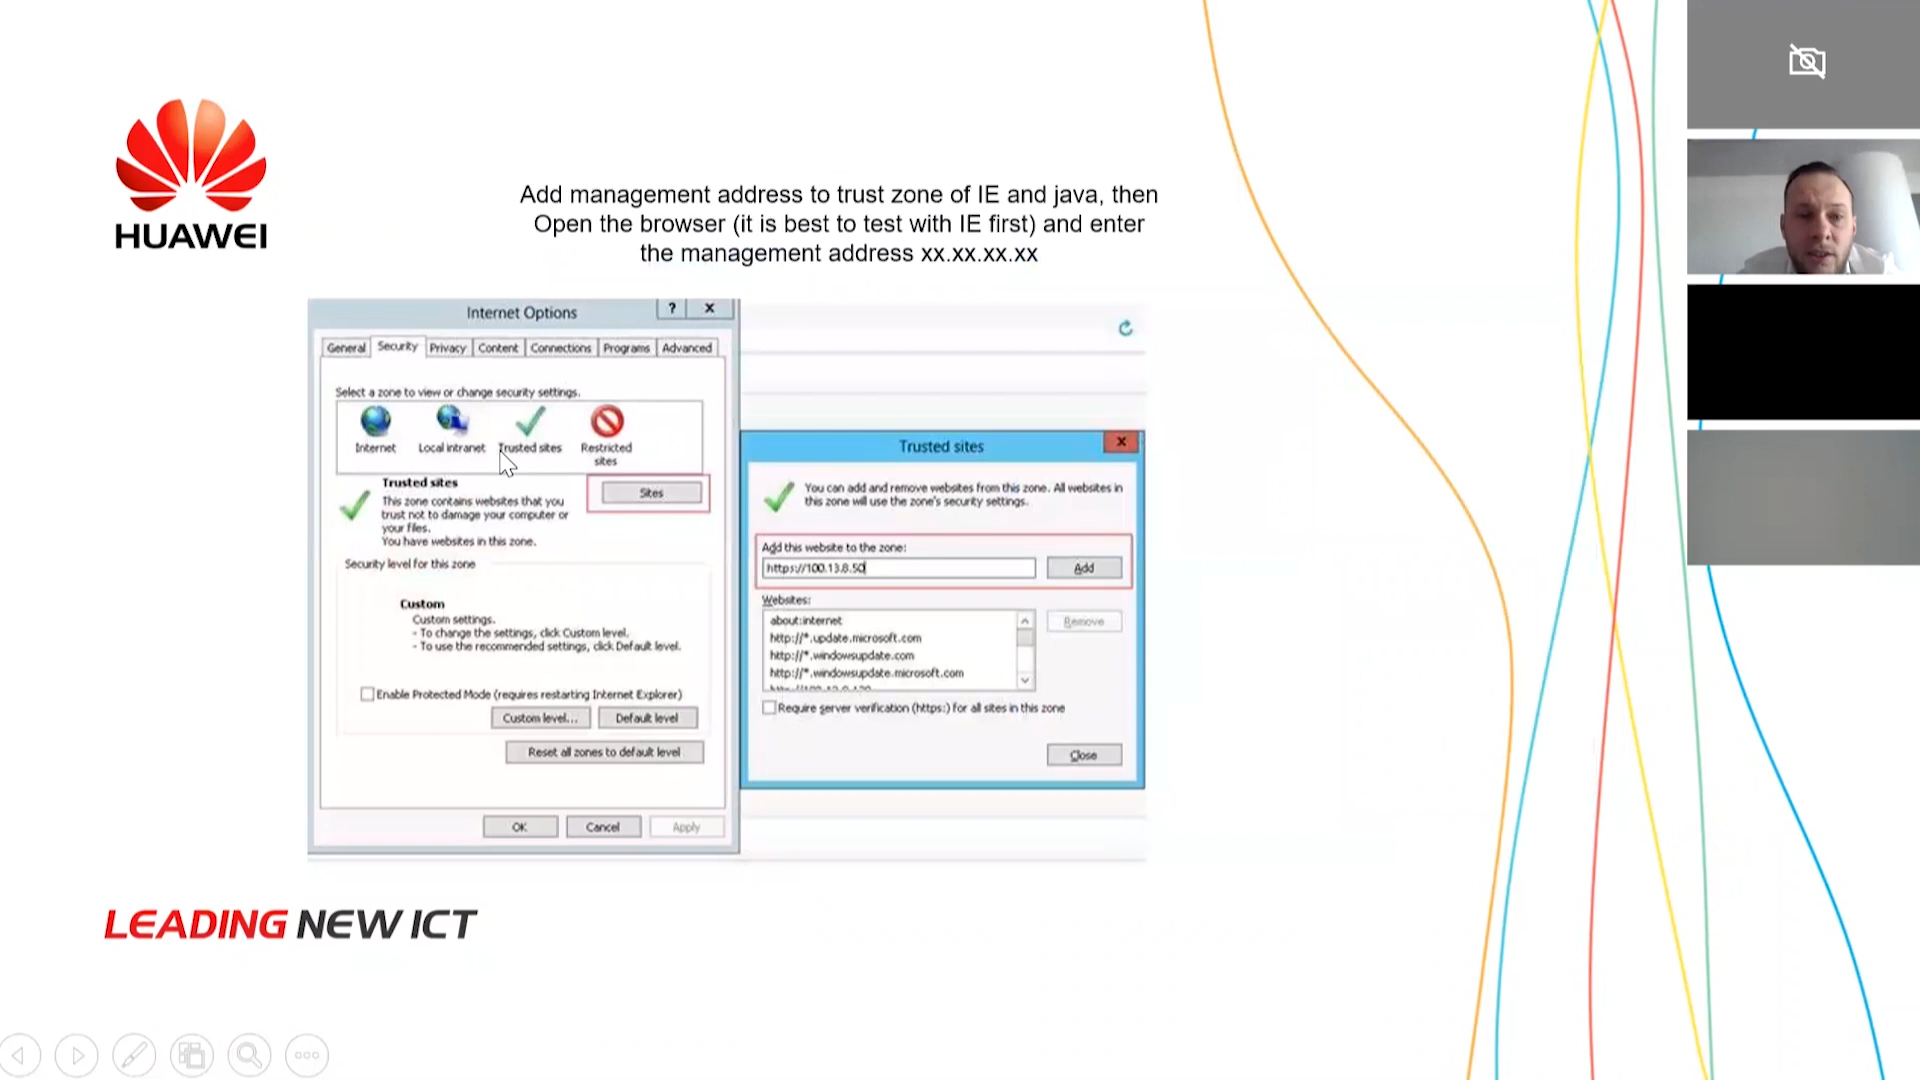 HUAWEI
Add management address to trust zone of IE and java, then
Open the browser (it is best to test with IE first) and enter
the management address xx.xx.xx.xx
Internet Options
?
x
General
Security
Privacy
Content
Connections
Programs
Advanced
Select a zone to view or change security settings.
Internet
Local intranet
Trusted sites
Restricted
sites
Trusted sites
This zone contains websites that you
trust not to damage your computer or
your files.
You have websites in this zone.
Sites
Security level for this zone
Custom
Custom settings.
- To change the settings, click Custom level.
- To use the recommended settings, click Default level.
Enable Protected Mode (requires restarting Internet Explorer)
Custom level...
Default level
Reset all zones to default level
OK
Cancel
Apply
Trusted sites
x
You can add and remove websites from this zone. All websites in
this zone will use the zone's security settings.
Add this website to the zone:
https://100.13.8.50
Add
Websites:
about:internet
http://*.update.microsoft.com
http://*.windowsupdate.com
http://*.windowsupdate.microsoft.com
Remove
Require server verification (https:) for all sites in this zone
Close
LEADING NEW ICT